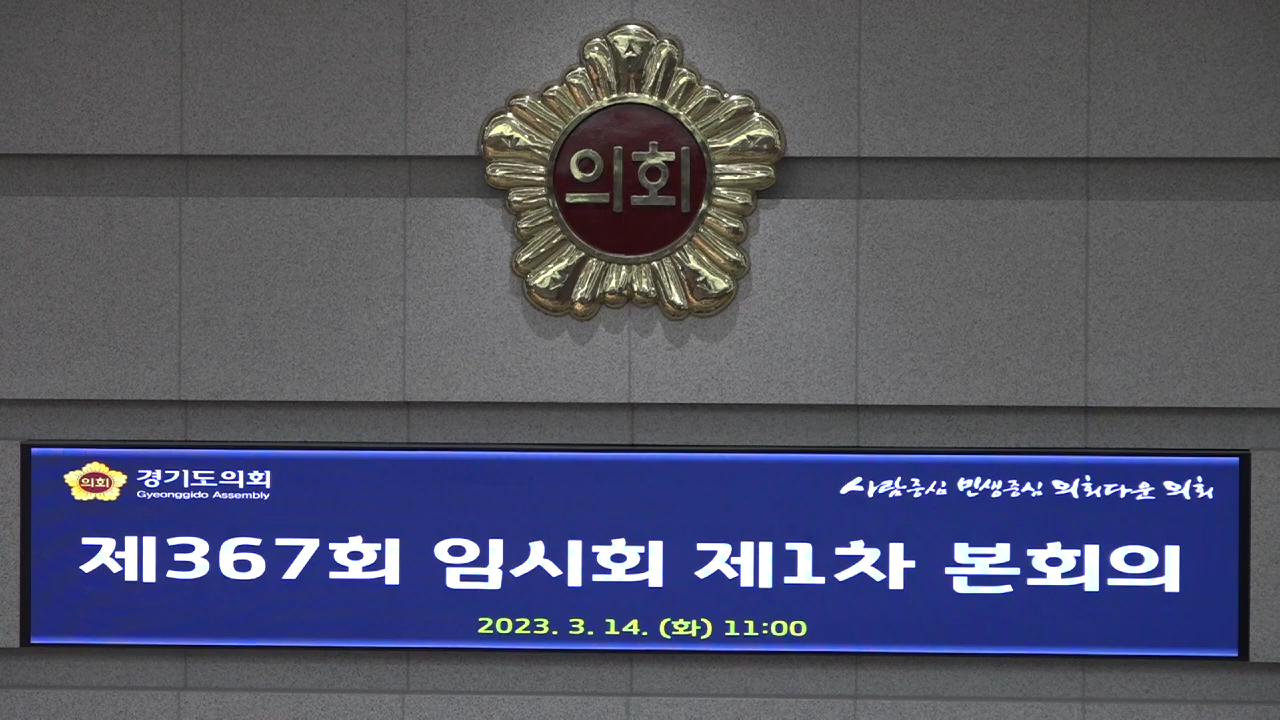 의회
의회
경기도의회
Gyeonggido Assembly
사람중심 민생중심 의회다운 의회
제367회 임시회 제1차 본회의
2023. 3. 14. (화) 11:00